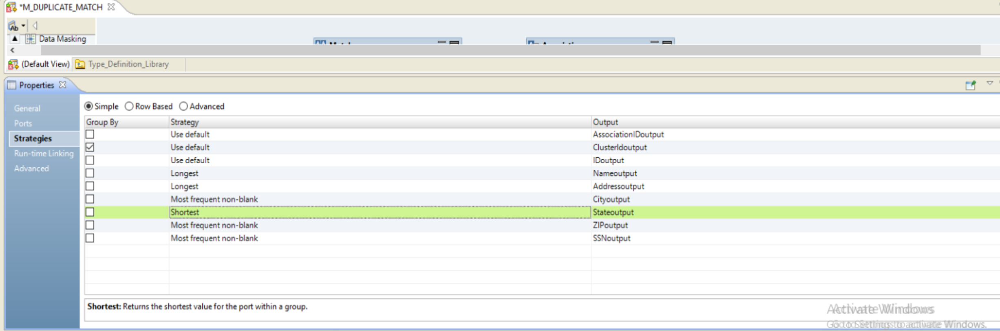 *M_DUPLICATE_MATCH
Ab
Data Masking
(Default View) Type_Definition_Library
Properties
General
Ports
Strategies
Run-time Linking
Advanced
Simple Row Based Advanced
Group By Strategy Output
Use default AssociationIDoutput
Use default ClusterIdoutput
Use default IDoutput
Longest Nameoutput
Longest Addressoutput
Most frequent non-blank Cityoutput
Shortest Stateoutput
Most frequent non-blank ZIPoutput
Most frequent non-blank SSNoutput
Shortest: Returns the shortest value for the port within a group.
Activate Windows
Go to Settings to activate Windows.